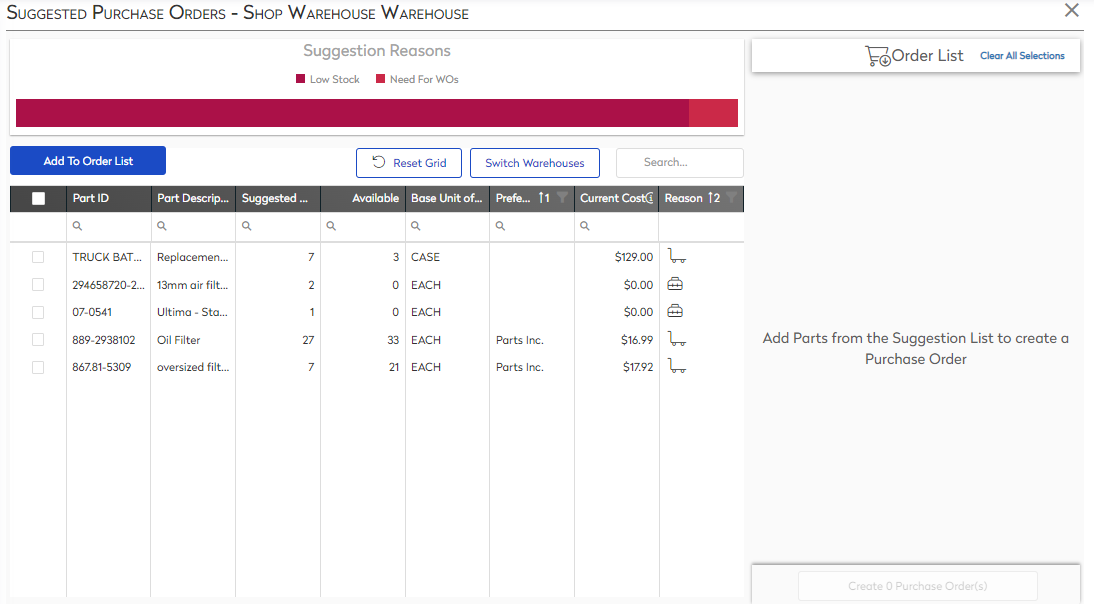 Suggested Purchase Orders - Shop Warehouse Warehouse
Suggestion Reasons
Low Stock Need For WOs
Order List Clear All Selections
Add To Order List Reset Grid Switch Warehouses Search...
Part ID Part Descrip... Suggested ... Available Base Unit of... Prefe... 1 Current Cost Reason 2
TRUCK BAT... Replacemen... 7 3 CASE $129.00
294658720-2... 13mm air filt... 2 0 EACH $0.00
07-0541 Ultima - Sta... 1 0 EACH $0.00
889-2938102 Oil Filter 27 33 EACH Parts Inc. $16.99
867.81-5309 oversized filt... 7 21 EACH Parts Inc. $17.92
Add Parts from the Suggestion List to create a
Purchase Order
Create 0 Purchase Order(s)